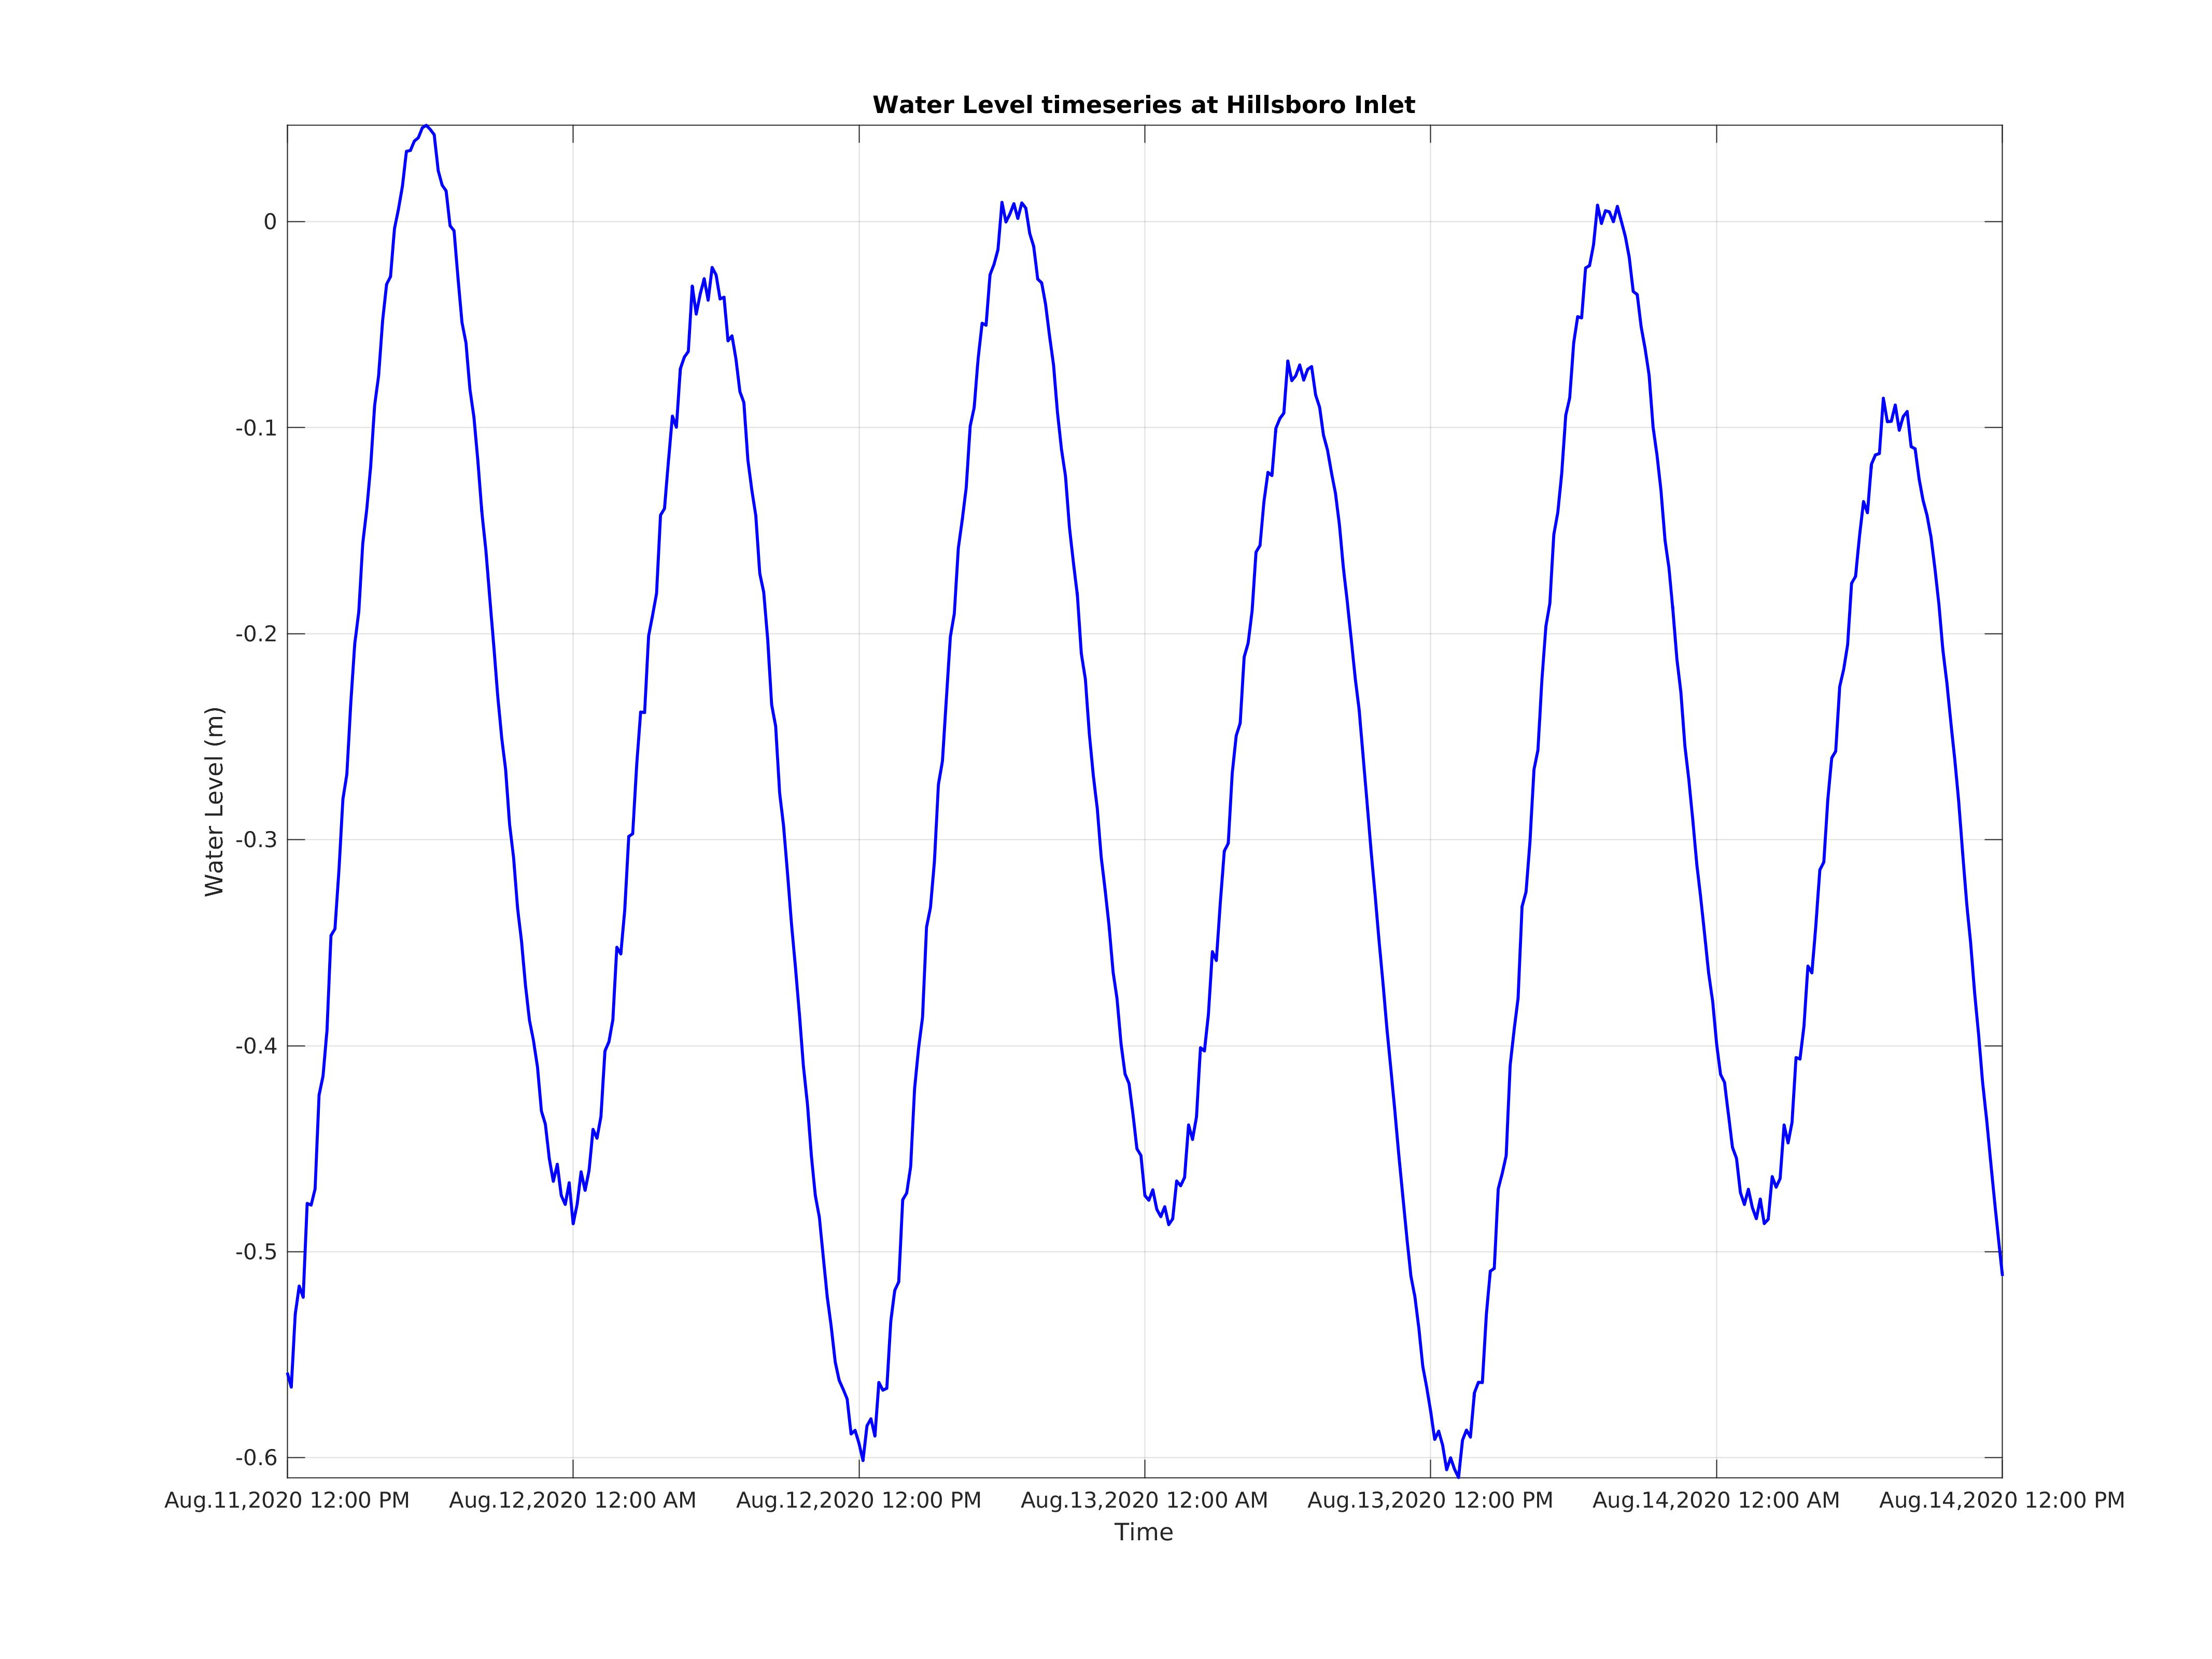 Water Level timeseries at Hillsboro Inlet
0
-0.1
-0.2
-0.3
-0.4
-0.5
-0.6
Water Level (m)
Aug.11,2020 12:00 PM Aug.12,2020 12:00 AM Aug.12,2020 12:00 PM Aug.13,2020 12:00 AM Aug.13,2020 12:00 PM Aug.14,2020 12:00 AM Aug.14,2020 12:00 PM
Time